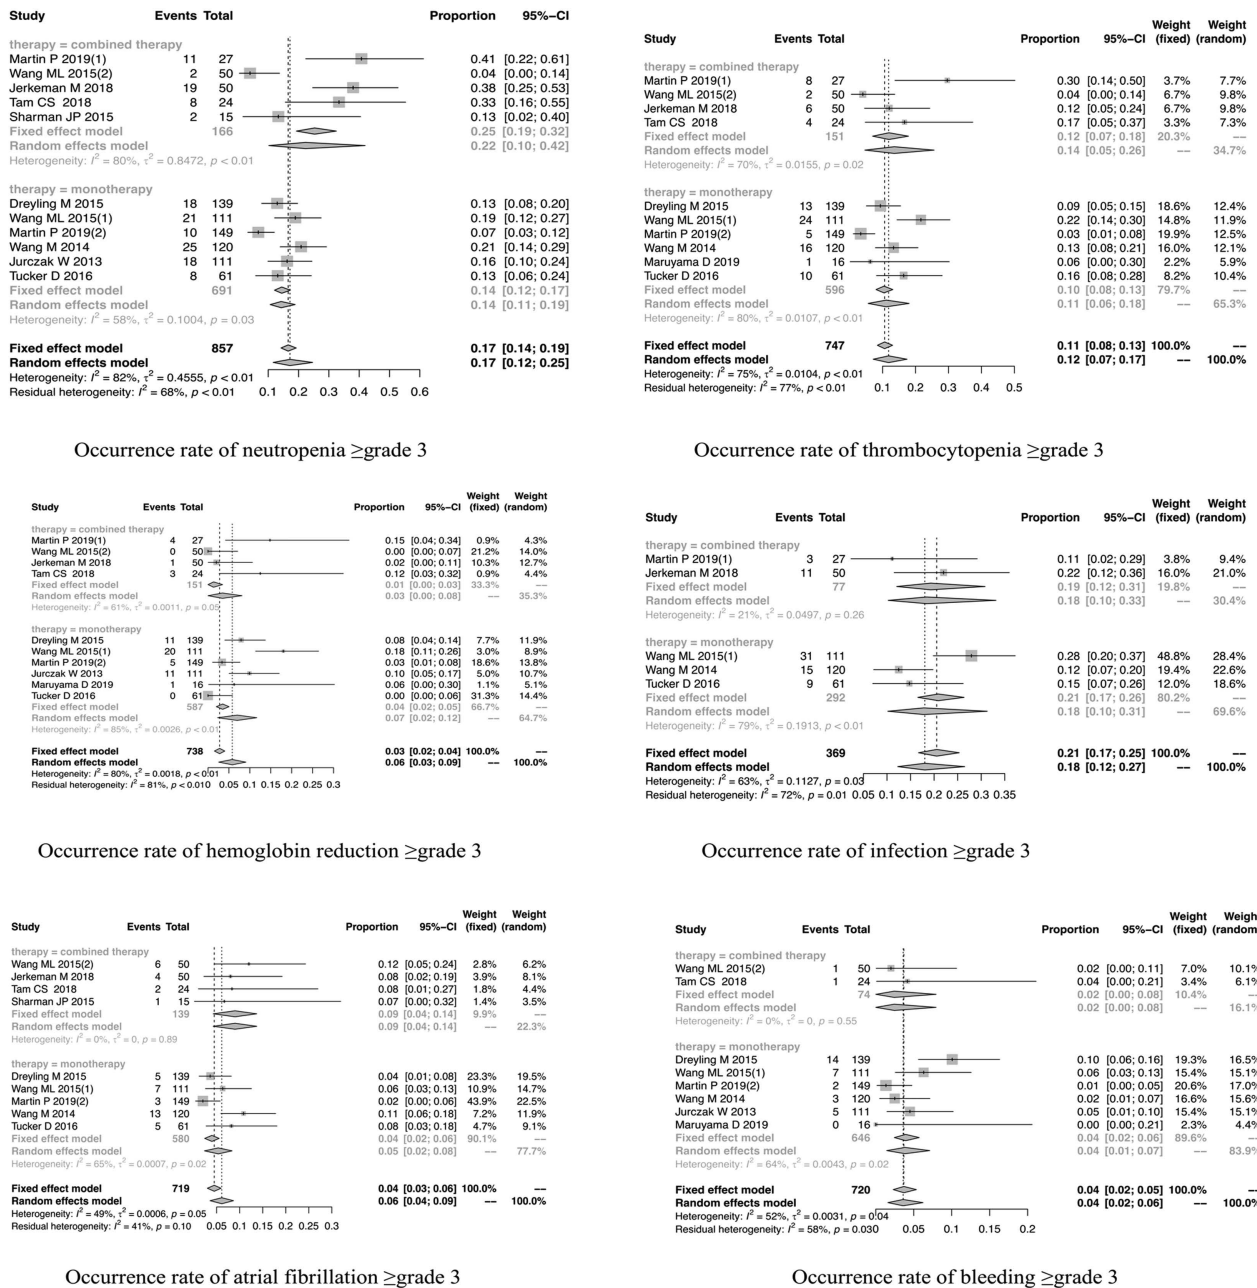 Study Events Total Proportion 95%−CI
therapy = combined therapy
Martin P 2019(1) 11 27 0.41 [0.22; 0.61]
Wang ML 2015(2) 2 50 0.04 [0.00; 0.14]
Jerkeman M 2018 19 50 0.38 [0.25; 0.53]
Tam CS 2018 8 24 0.33 [0.16; 0.55]
Sharman JP 2015 2 15 0.13 [0.02; 0.40]
Fixed effect model 166 0.25 [0.19; 0.32]
Random effects model 0.22 [0.10; 0.42]
Heterogeneity: I² = 80%, τ² = 0.8472, p < 0.01
therapy = monotherapy
Dreyling M 2015 18 139 0.13 [0.08; 0.20]
Wang ML 2015(1) 21 111 0.19 [0.12; 0.27]
Martin P 2019(2) 10 149 0.07 [0.03; 0.12]
Wang M 2014 25 120 0.21 [0.14; 0.29]
Jurczak W 2013 18 111 0.16 [0.10; 0.24]
Tucker D 2016 8 61 0.13 [0.06; 0.24]
Fixed effect model 691 0.14 [0.12; 0.17]
Random effects model 0.14 [0.11; 0.19]
Heterogeneity: I² = 58%, τ² = 0.1004, p = 0.03
Fixed effect model 857 0.17 [0.14; 0.19]
Random effects model 0.17 [0.12; 0.25]
Heterogeneity: I² = 82%, τ² = 0.4555, p < 0.01
Residual heterogeneity: I² = 68%, p < 0.01 0.1 0.2 0.3 0.4 0.5 0.6
Occurrence rate of neutropenia ≥grade 3
Weight Weight
Study Events Total Proportion 95%−CI (fixed) (random)
therapy = combined therapy
Martin P 2019(1) 8 27 0.30 [0.14; 0.50] 3.7% 7.7%
Wang ML 2015(2) 2 50 0.04 [0.00; 0.14] 6.7% 9.8%
Jerkeman M 2018 6 50 0.12 [0.05; 0.24] 6.7% 9.8%
Tam CS 2018 4 24 0.17 [0.05; 0.37] 3.3% 7.3%
Fixed effect model 151 0.12 [0.07; 0.18] 20.3% −−
Random effects model 0.14 [0.05; 0.26] −− 34.7%
Heterogeneity: I² = 70%, τ² = 0.0155, p = 0.02
therapy = monotherapy
Dreyling M 2015 13 139 0.09 [0.05; 0.15] 18.6% 12.4%
Wang ML 2015(1) 24 111 0.22 [0.14; 0.30] 14.8% 11.9%
Martin P 2019(2) 5 149 0.03 [0.01; 0.08] 19.9% 12.5%
Wang M 2014 16 120 0.13 [0.08; 0.21] 16.0% 12.1%
Maruyama D 2019 1 16 0.06 [0.00; 0.30] 2.2% 5.9%
Tucker D 2016 10 61 0.16 [0.08; 0.28] 8.2% 10.4%
Fixed effect model 596 0.10 [0.08; 0.13] 79.7% −−
Random effects model 0.11 [0.06; 0.18] −− 65.3%
Heterogeneity: I² = 80%, τ² = 0.0107, p < 0.01
Fixed effect model 747 0.11 [0.08; 0.13] 100.0% −−
Random effects model 0.12 [0.07; 0.17] −− 100.0%
Heterogeneity: I² = 75%, τ² = 0.0104, p < 0.01
Residual heterogeneity: I² = 77%, p < 0.01 0.1 0.2 0.3 0.4 0.5
Occurrence rate of thrombocytopenia ≥grade 3
Weight Weight
Study Events Total Proportion 95%−CI (fixed) (random)
therapy = combined therapy
Martin P 2019(1) 4 27 0.15 [0.04; 0.34] 0.9% 4.3%
Wang ML 2015(2) 0 50 0.00 [0.00; 0.07] 21.2% 14.0%
Jerkeman M 2018 1 50 0.02 [0.00; 0.11] 10.3% 12.7%
Tam CS 2018 3 24 0.12 [0.03; 0.32] 0.9% 4.4%
Fixed effect model 151 0.01 [0.00; 0.03] 33.3% −−
Random effects model 0.03 [0.00; 0.08] −− 35.3%
Heterogeneity: I² = 61%, τ² = 0.0011, p = 0.05
therapy = monotherapy
Dreyling M 2015 11 139 0.08 [0.04; 0.14] 7.7% 11.9%
Wang ML 2015(1) 20 111 0.18 [0.11; 0.26] 3.0% 8.9%
Martin P 2019(2) 5 149 0.03 [0.01; 0.08] 18.6% 13.8%
Jurczak W 2013 11 111 0.10 [0.05; 0.17] 5.0% 10.7%
Maruyama D 2019 1 16 0.06 [0.00; 0.30] 1.1% 5.1%
Tucker D 2016 0 61 0.00 [0.00; 0.06] 31.3% 14.4%
Fixed effect model 587 0.04 [0.02; 0.05] 66.7% −−
Random effects model 0.07 [0.02; 0.12] −− 64.7%
Heterogeneity: I² = 85%, τ² = 0.0026, p < 0.01
Fixed effect model 738 0.03 [0.02; 0.04] 100.0% −−
Random effects model 0.06 [0.03; 0.09] −− 100.0%
Heterogeneity: I² = 80%, τ² = 0.0018, p < 0.01
Residual heterogeneity: I² = 81%, p < 0.010 0.05 0.1 0.15 0.2 0.25 0.3
Occurrence rate of hemoglobin reduction ≥grade 3
Weight Weight
Study Events Total Proportion 95%−CI (fixed) (random)
therapy = combined therapy
Martin P 2019(1) 3 27 0.11 [0.02; 0.29] 3.8% 9.4%
Jerkeman M 2018 11 50 0.22 [0.12; 0.36] 16.0% 21.0%
Fixed effect model 77 0.19 [0.12; 0.31] 19.8% −−
Random effects model 0.18 [0.10; 0.33] −− 30.4%
Heterogeneity: I² = 21%, τ² = 0.0497, p = 0.26
therapy = monotherapy
Wang ML 2015(1) 31 111 0.28 [0.20; 0.37] 48.8% 28.4%
Wang M 2014 15 120 0.12 [0.07; 0.20] 19.4% 22.6%
Tucker D 2016 9 61 0.15 [0.07; 0.26] 12.0% 18.6%
Fixed effect model 292 0.21 [0.17; 0.26] 80.2% −−
Random effects model 0.18 [0.10; 0.31] −− 69.6%
Heterogeneity: I² = 79%, τ² = 0.1913, p < 0.01
Fixed effect model 369 0.21 [0.17; 0.25] 100.0% −−
Random effects model 0.18 [0.12; 0.27] −− 100.0%
Heterogeneity: I² = 63%, τ² = 0.1127, p = 0.03
Residual heterogeneity: I² = 72%, p = 0.01 0.05 0.1 0.15 0.2 0.25 0.3 0.35
Occurrence rate of infection ≥grade 3
Weight Weight
Study Events Total Proportion 95%−CI (fixed) (random)
therapy = combined therapy
Wang ML 2015(2) 6 50 0.12 [0.05; 0.24] 2.8% 6.2%
Jerkeman M 2018 4 50 0.08 [0.02; 0.19] 3.9% 8.1%
Tam CS 2018 2 24 0.08 [0.01; 0.27] 1.8% 4.4%
Sharman JP 2015 1 15 0.07 [0.00; 0.32] 1.4% 3.5%
Fixed effect model 139 0.09 [0.04; 0.14] 9.9% −−
Random effects model 0.09 [0.04; 0.14] −− 22.3%
Heterogeneity: I² = 0%, τ² = 0, p = 0.89
therapy = monotherapy
Dreyling M 2015 5 139 0.04 [0.01; 0.08] 23.3% 19.5%
Wang ML 2015(1) 7 111 0.06 [0.03; 0.13] 10.9% 14.7%
Martin P 2019(2) 3 149 0.02 [0.00; 0.06] 43.9% 22.5%
Wang M 2014 13 120 0.11 [0.06; 0.18] 7.2% 11.9%
Tucker D 2016 5 61 0.08 [0.03; 0.18] 4.7% 9.1%
Fixed effect model 580 0.04 [0.02; 0.06] 90.1% −−
Random effects model 0.05 [0.02; 0.08] −− 77.7%
Heterogeneity: I² = 65%, τ² = 0.0007, p = 0.02
Fixed effect model 719 0.04 [0.03; 0.06] 100.0% −−
Random effects model 0.06 [0.04; 0.09] −− 100.0%
Heterogeneity: I² = 49%, τ² = 0.0006, p = 0.05
Residual heterogeneity: I² = 41%, p = 0.10 0.05 0.1 0.15 0.2 0.25 0.3
Occurrence rate of atrial fibrillation ≥grade 3
Weight Weight
Study Events Total Proportion 95%−CI (fixed) (random)
therapy = combined therapy
Wang ML 2015(2) 1 50 0.02 [0.00; 0.11] 7.0% 10.1%
Tam CS 2018 1 24 0.04 [0.00; 0.21] 3.4% 6.1%
Fixed effect model 74 0.02 [0.00; 0.08] 10.4% −−
Random effects model 0.02 [0.00; 0.08] −− 16.1%
Heterogeneity: I² = 0%, τ² = 0, p = 0.55
therapy = monotherapy
Dreyling M 2015 14 139 0.10 [0.06; 0.16] 19.3% 16.5%
Wang ML 2015(1) 7 111 0.06 [0.03; 0.13] 15.4% 15.1%
Martin P 2019(2) 2 149 0.01 [0.00; 0.05] 20.6% 17.0%
Wang M 2014 3 120 0.02 [0.01; 0.07] 16.6% 15.6%
Jurczak W 2013 5 111 0.05 [0.01; 0.10] 15.4% 15.1%
Maruyama D 2019 0 16 0.00 [0.00; 0.21] 2.3% 4.4%
Fixed effect model 646 0.04 [0.02; 0.06] 89.6% −−
Random effects model 0.04 [0.01; 0.07] −− 83.9%
Heterogeneity: I² = 64%, τ² = 0.0043, p = 0.02
Fixed effect model 720 0.04 [0.02; 0.05] 100.0% −−
Random effects model 0.04 [0.02; 0.06] −− 100.0%
Heterogeneity: I² = 52%, τ² = 0.0031, p = 0.04
Residual heterogeneity: I² = 58%, p = 0.030 0.05 0.1 0.15 0.2
Occurrence rate of bleeding ≥grade 3